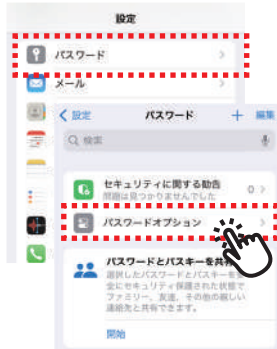 設定
パスワード
メール
設定
パスワード
編集
検索
セキュリティに関する勧告
問題は見つかりませんでした
0
パスワードオプション
パスワードとパスキーを共
選択したパスワードとパスキーを
全にセキュリティ保護された状態で
ファミリー、友達、その他の親しい
連絡先と共有できます。
開始